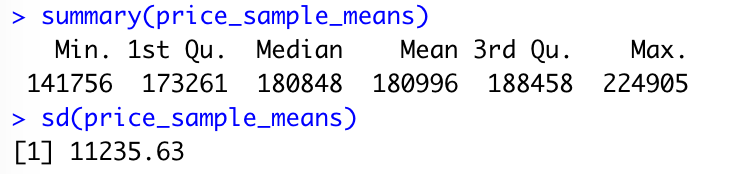 > summary(price_sample_means)
Min. 1st Qu. Median Mean 3rd Qu. Max.
141756 173261 180848 180996 188458 224905
> sd(price_sample_means)
[1] 11235.63